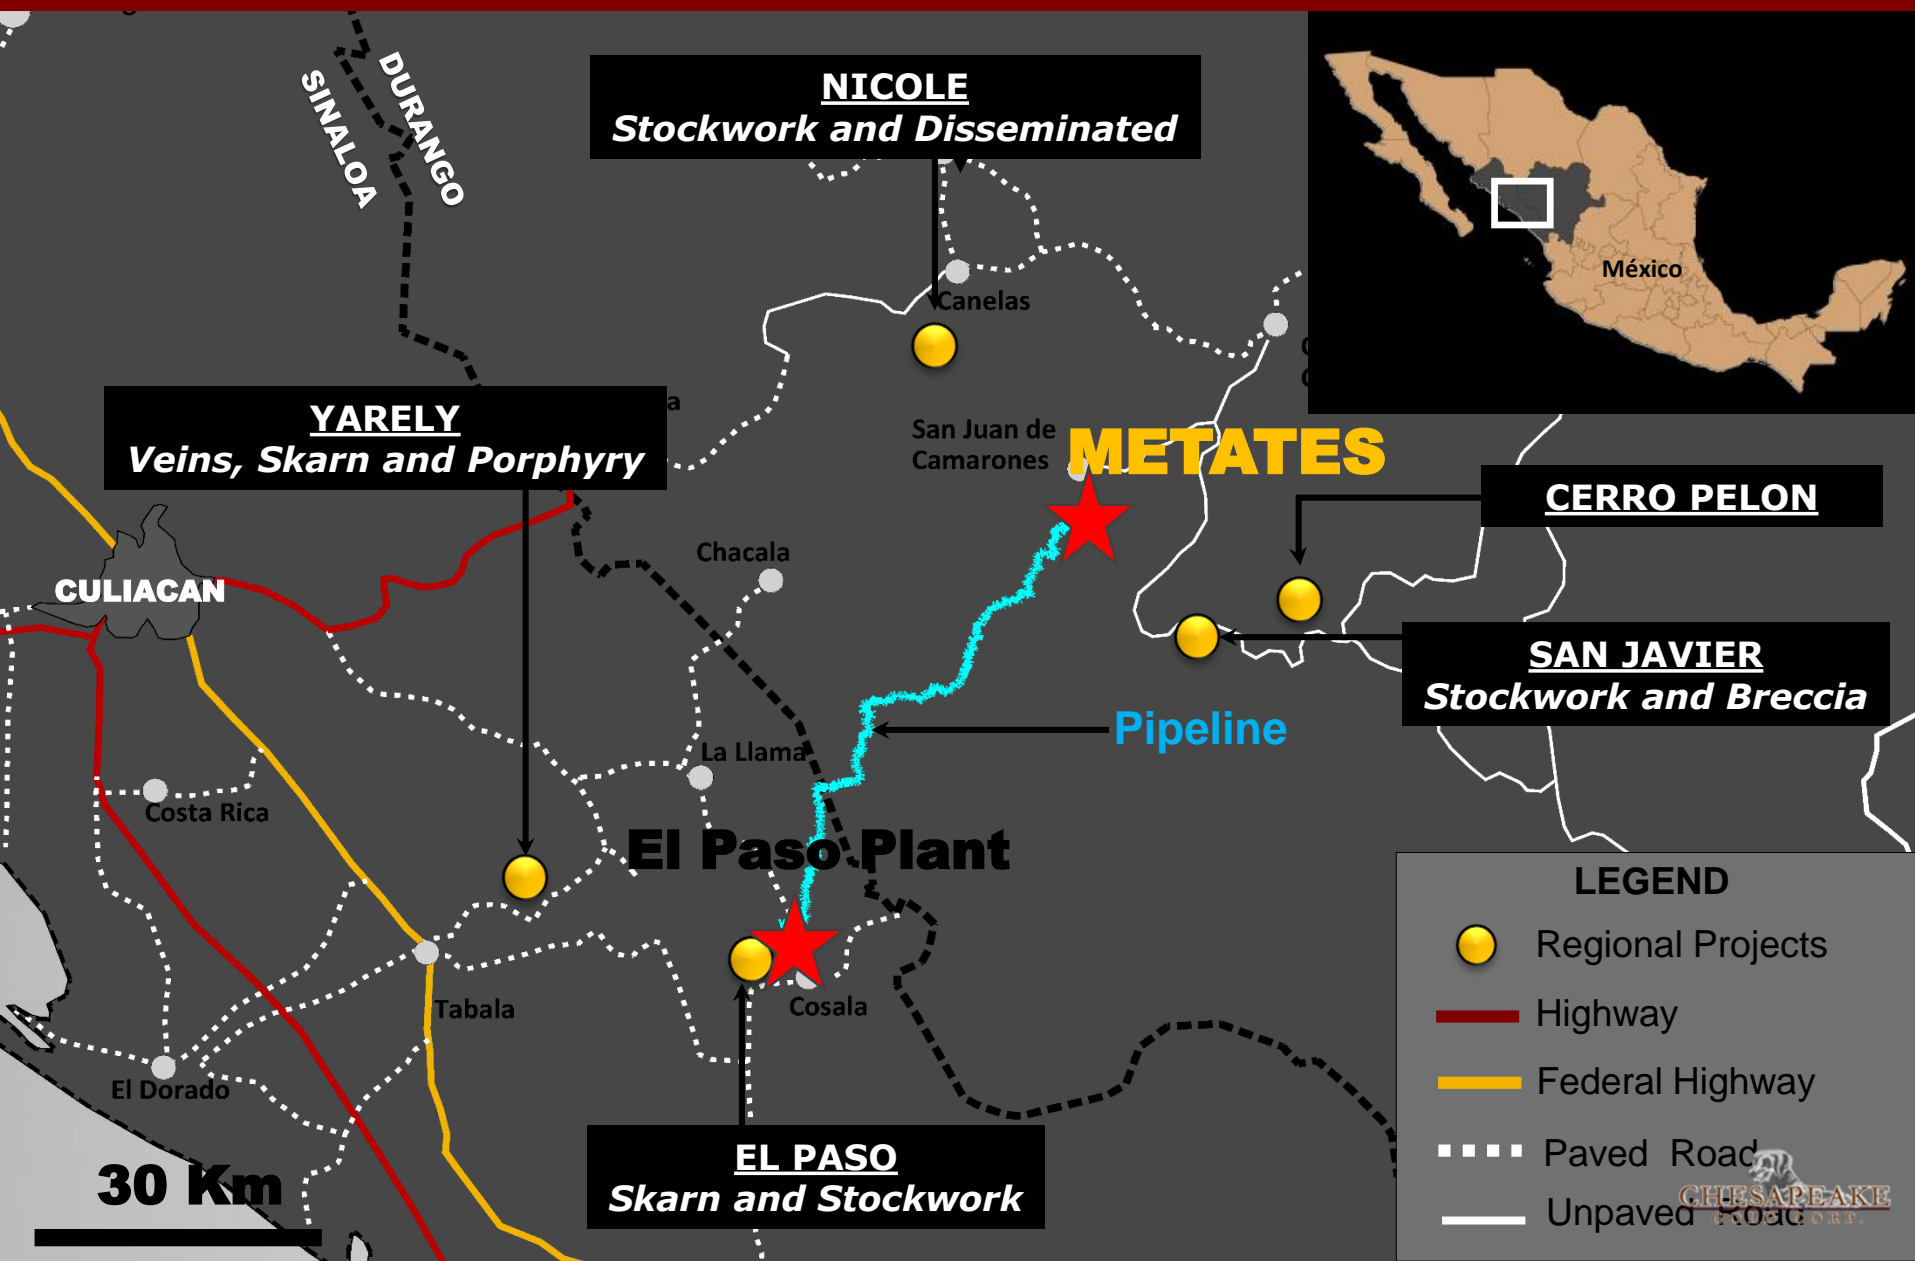 SINALOA
DURANGO
NICOLE
Stockwork and Disseminated
México
Canelas
YARELY
Veins, Skarn and Porphyry
a
San Juan de
Camarones
METATES
CERRO PELON
CULIACAN
Chacala
SAN JAVIER
Stockwork and Breccia
Pipeline
La Llama
Costa Rica
El Paso Plant
Tabala
Cosala
El Dorado
EL PASO
Skarn and Stockwork
30 Km
LEGEND
Regional Projects
Highway
Federal Highway
Paved Road
Unpaved Road
CHESAPEAKE
GOLD CORP.